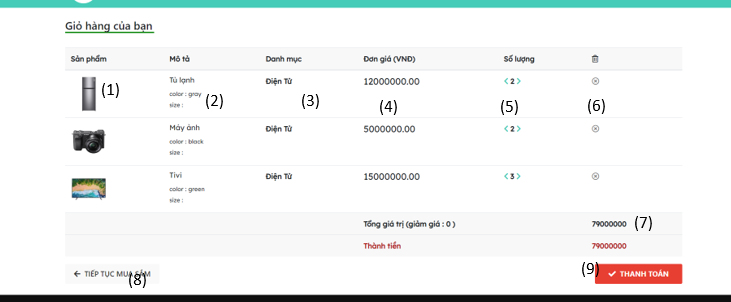 Giỏ hàng của bạn
Sản phẩm Mô tả Danh mục Đơn giá (VNĐ) Số lượng
(1) Tủ lạnh Điện Tử 12000000.00 < 2 >
color : gray (2) (3) (4) (5) (6)
size :
Máy ảnh Điện Tử 5000000.00 < 2 >
color : black
size :
Tivi Điện Tử 15000000.00 < 3 >
color : green
size :
Tổng giá trị (giảm giá : 0 ) 79000000 (7)
Thành tiền 79000000
← TIẾP TỤC MUA SẮM (8) (9) ✓ THANH TOÁN